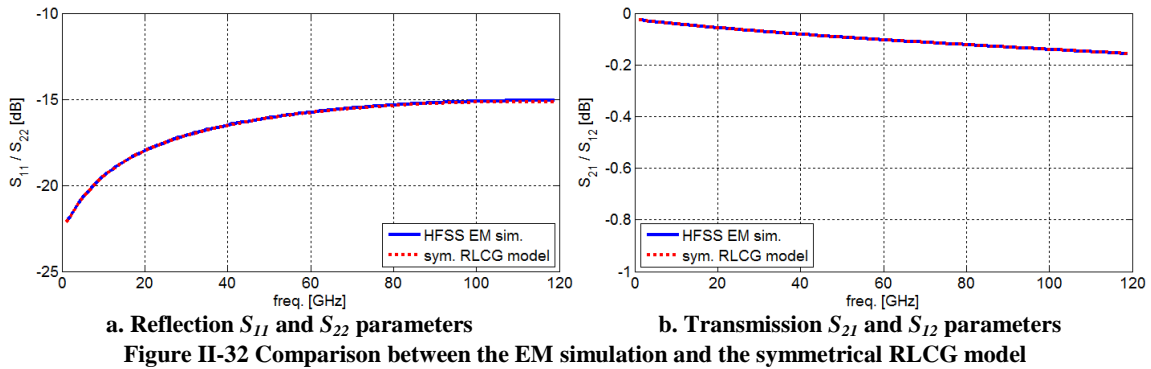 S11 / S22 [dB]
-15
-20
-25
0
20
40
60
80
100
120
freq. [GHz]
HFSS EM sim.
sym. RLCG model
S21 / S12 [dB]
0
-0.2
-0.4
-0.6
-0.8
-1
0
20
40
60
80
100
120
freq. [GHz]
HFSS EM sim.
sym. RLCG model
-10
a. Reflection S11 and S22 parameters
b. Transmission S21 and S12 parameters
Figure II-32 Comparison between the EM simulation and the symmetrical RLCG model